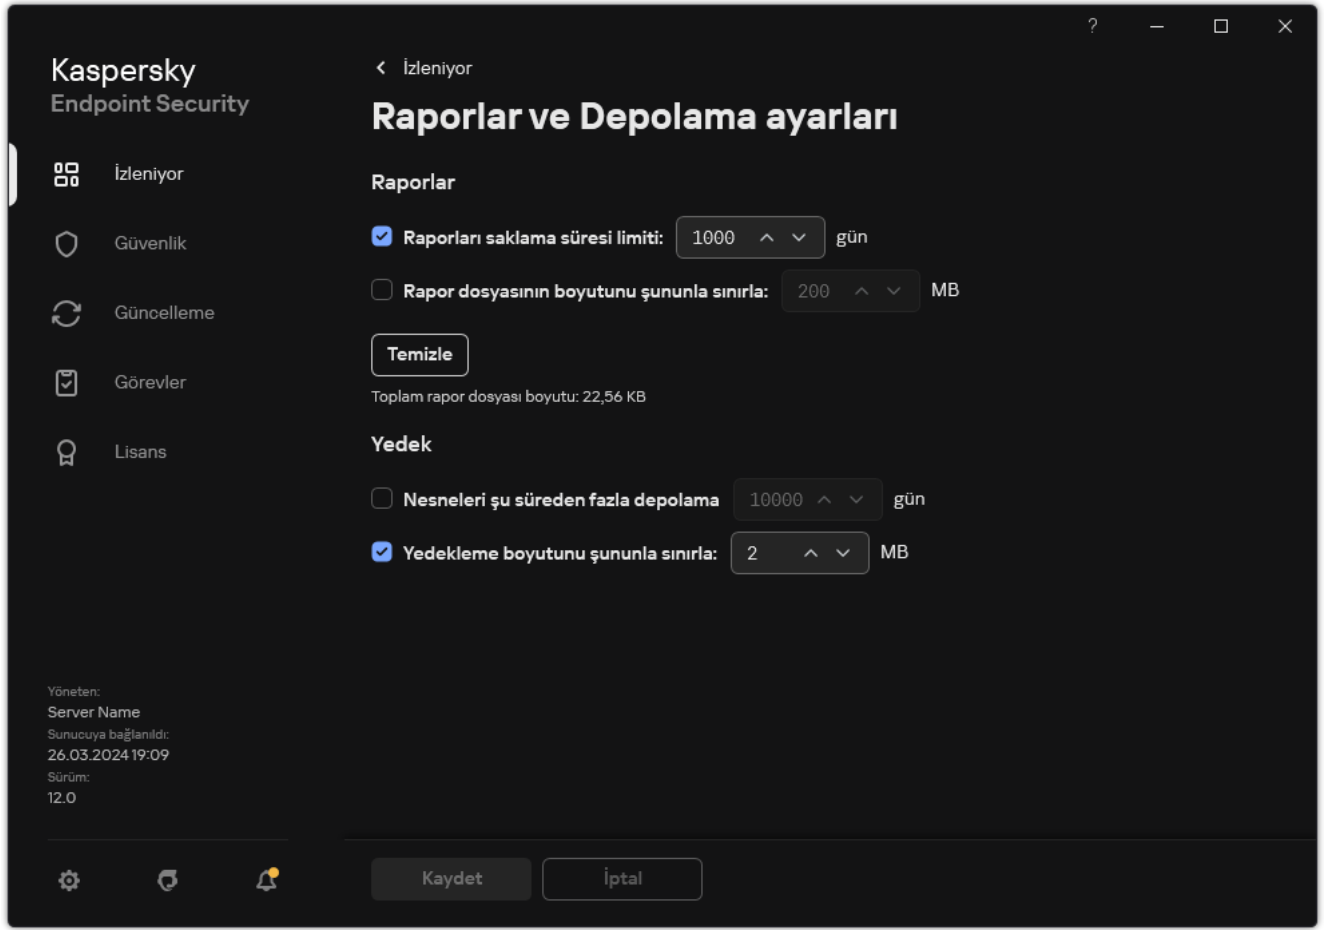 ?
Kaspersky
Endpoint Security
İzleniyor
Güvenlik
Güncelleme
Görevler
Lisans
Yöneten:
Server Name
Sunucuya bağlanıldı:
26.03.2024 19:09
Sürüm:
12.0
İzleniyor
Raporlar ve Depolama ayarları
Raporlar
Raporları saklama süresi limiti: 1000 gün
Rapor dosyasının boyutunu şununla sınırla: 200 MB
Temizle
Toplam rapor dosyası boyutu: 22,56 KB
Yedek
Nesneleri şu süreden fazla depolama 10000 gün
Yedekleme boyutunu şununla sınırla: 2 MB
Kaydet İptal